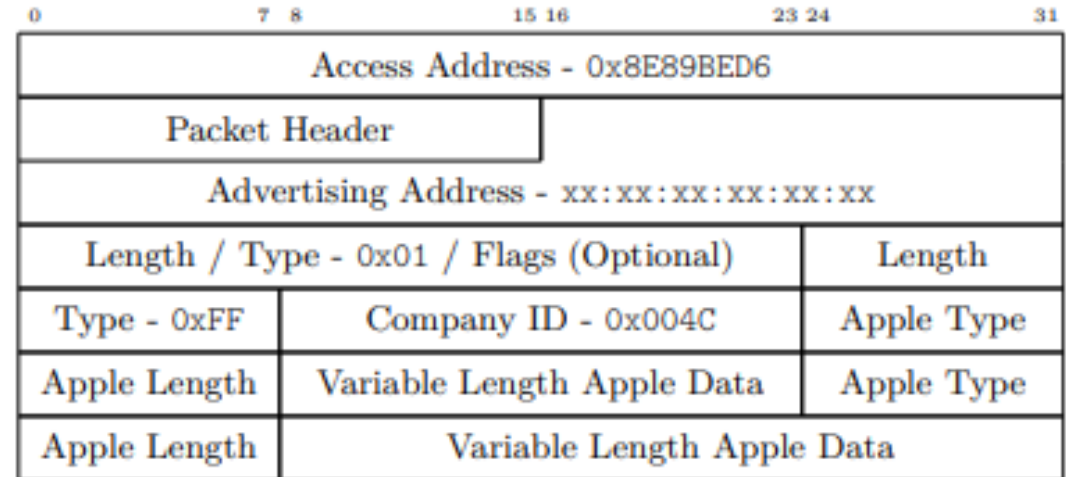 0 7 8 15 16 23 24 31
Access Address - 0x8E89BED6
Packet Header
Advertising Address - xx:xx:xx:xx:xx:xx
Length / Type - 0x01 / Flags (Optional) Length
Type - 0xFF Company ID - 0x004C Apple Type
Apple Length Variable Length Apple Data Apple Type
Apple Length Variable Length Apple Data